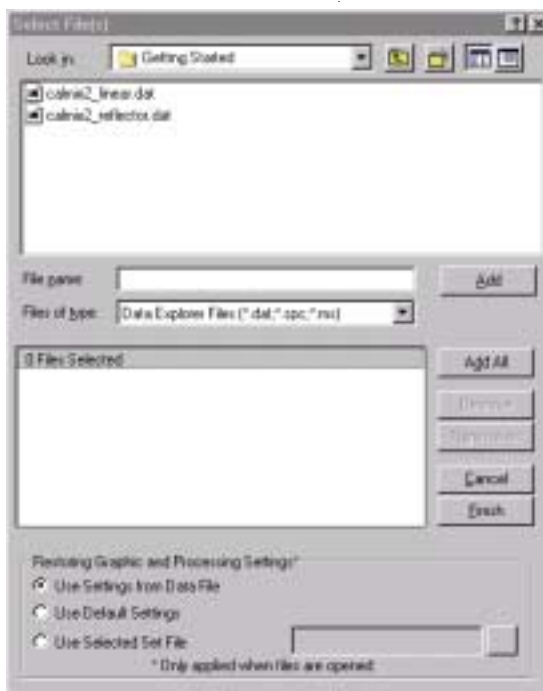 Select File(s)
Look in: Getting Started
calmix2_linear.dat
calmix2_reflector.dat
File name: Add
Files of type: Data Explorer Files (*.dat;*.spc;*.ms)
0 Files Selected
Add All
Cancel
Finish
Restoring Graphic and Processing Settings*
Use Settings from Data File
Use Default Settings
Use Selected Set File
* Only applied when files are opened